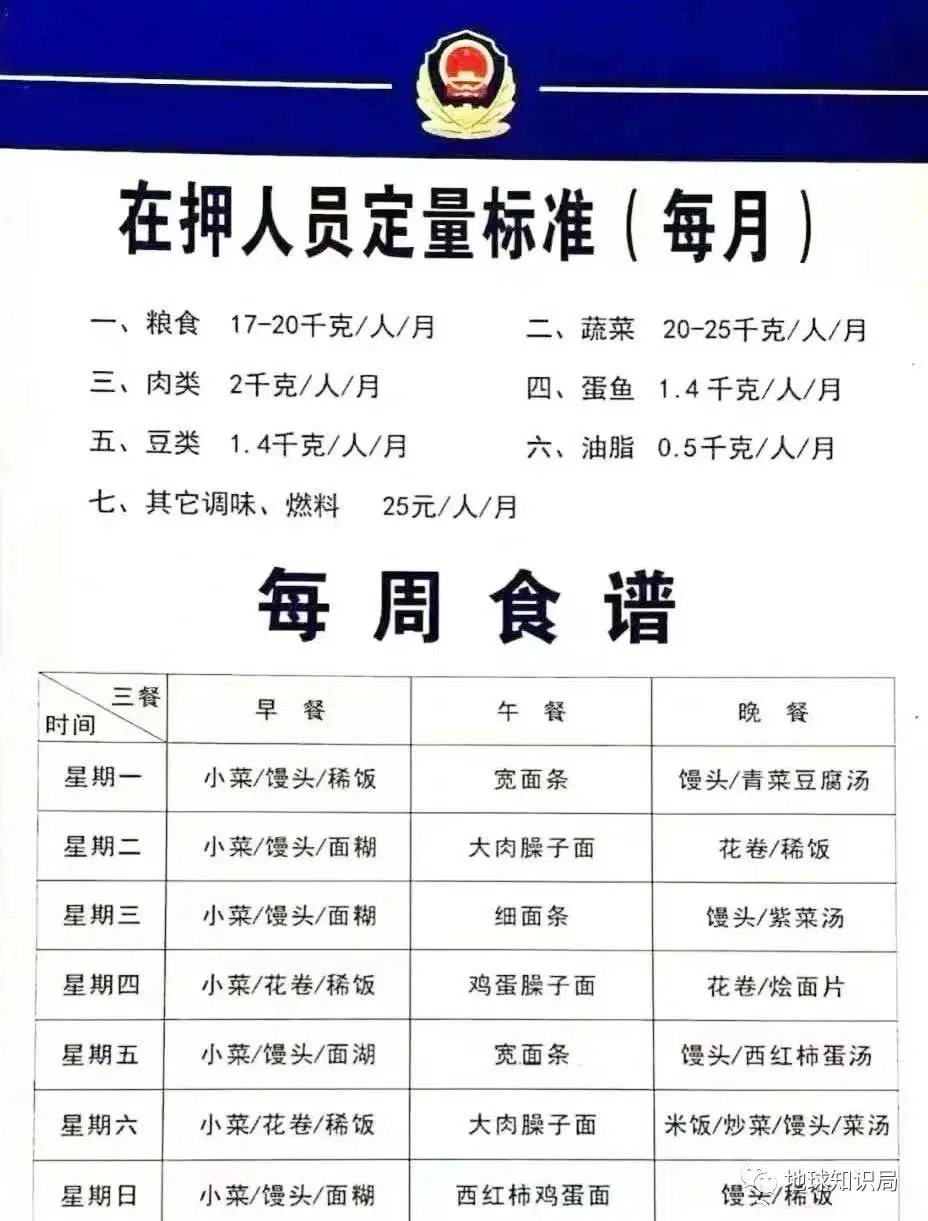 在押人员定量标准(每月)
一、粮食 17-20千克/人/月 二、蔬菜 20-25千克/人/月
三、肉类 2千克/人/月 四、蛋鱼 1.4千克/人/月
五、豆类 1.4千克/人/月 六、油脂 0.5千克/人/月
七、其它调味、燃料 25元/人/月
每周食谱
三餐 时间 早餐 午餐 晚餐
星期一 小菜/馒头/稀饭 宽面条 馒头/青菜豆腐汤
星期二 小菜/馒头/面糊 大肉臊子面 花卷/稀饭
星期三 小菜/馒头/面糊 细面条 馒头/紫菜汤
星期四 小菜/花卷/稀饭 鸡蛋臊子面 花卷/烩面片
星期五 小菜/馒头/面湖 宽面条 馒头/西红柿蛋汤
星期六 小菜/花卷/稀饭 大肉臊子面 米饭/炒菜/馒头/菜汤
星期日 小菜/馒头/面糊 西红柿鸡蛋面 馒头/稀饭
地球知识局